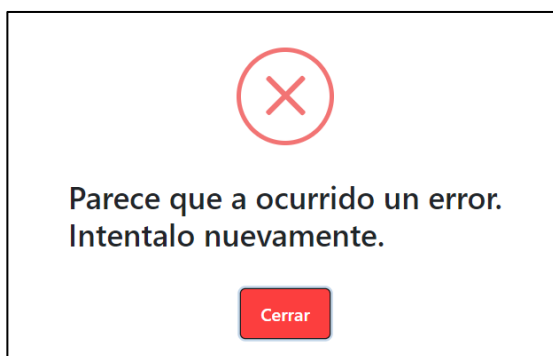 Parece que a ocurrido un error.
Intentalo nuevamente.
Cerrar